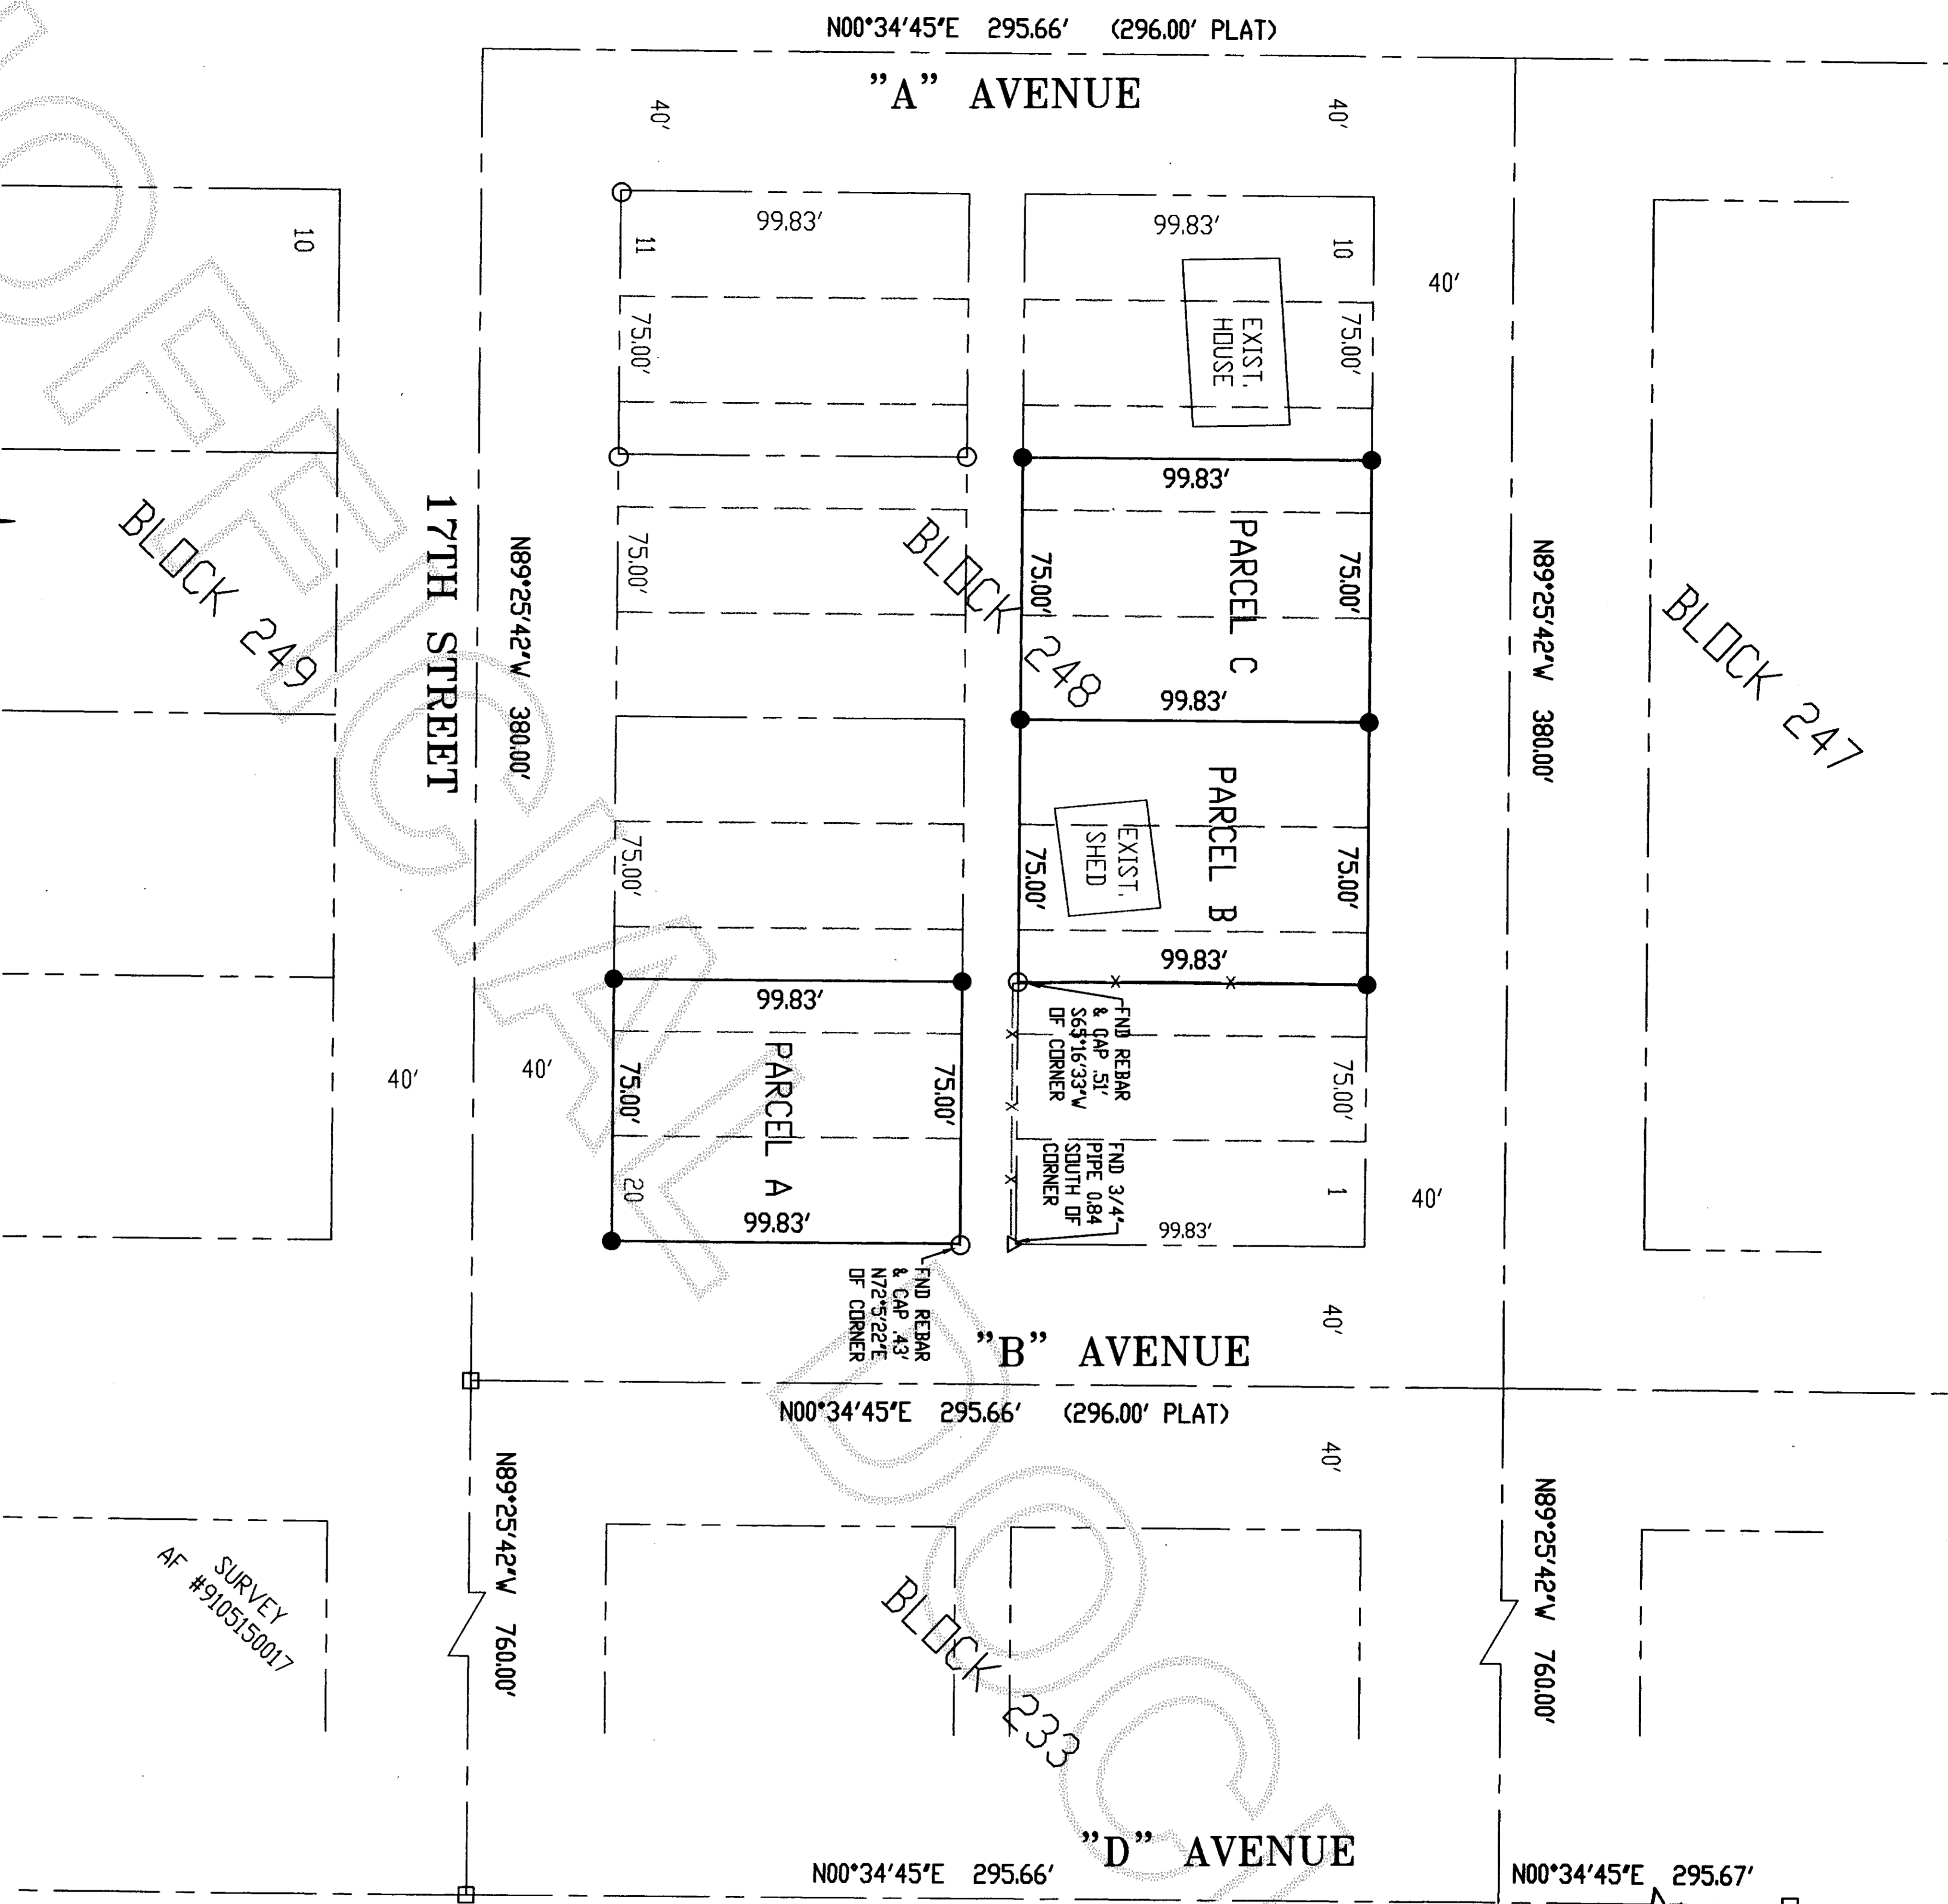 N00°34'45"E 295.66' (296.00' PLAT)
"A" AVENUE
40'
40'
99.83'
99.83'
11
10
10
40'
75.00'
EXIST.
HOUSE
75.00'
99.83'
75.00'
BLOCK 248
75.00'
PARCEL C
75.00'
BLOCK 249
17TH STREET
N89°25'42"W 380.00'
N89°25'42"W 380.00'
BLOCK 247
99.83'
75.00'
75.00'
EXIST.
SHED
PARCEL B
75.00'
99.83'
99.83'
FND REBAR
& CAP .51'
S65°16'33"W
OF CORNER
75.00'
40'
40'
75.00'
PARCEL A
75.00'
20
99.83'
FND 3/4"
PIPE 0.84
SOUTH OF
CORNER
1
40'
99.83'
FND REBAR
& CAP .43'
N72°5'22"E
OF CORNER
40'
"B" AVENUE
N00°34'45"E 295.66' (296.00' PLAT)
40'
N89°25'42"W 760.00'
N89°25'42"W 760.00'
SURVEY
AF #9105150017
BLOCK 233
"D" AVENUE
N00°34'45"E 295.66'
N00°34'45"E 295.67'
OFFICIAL DOC